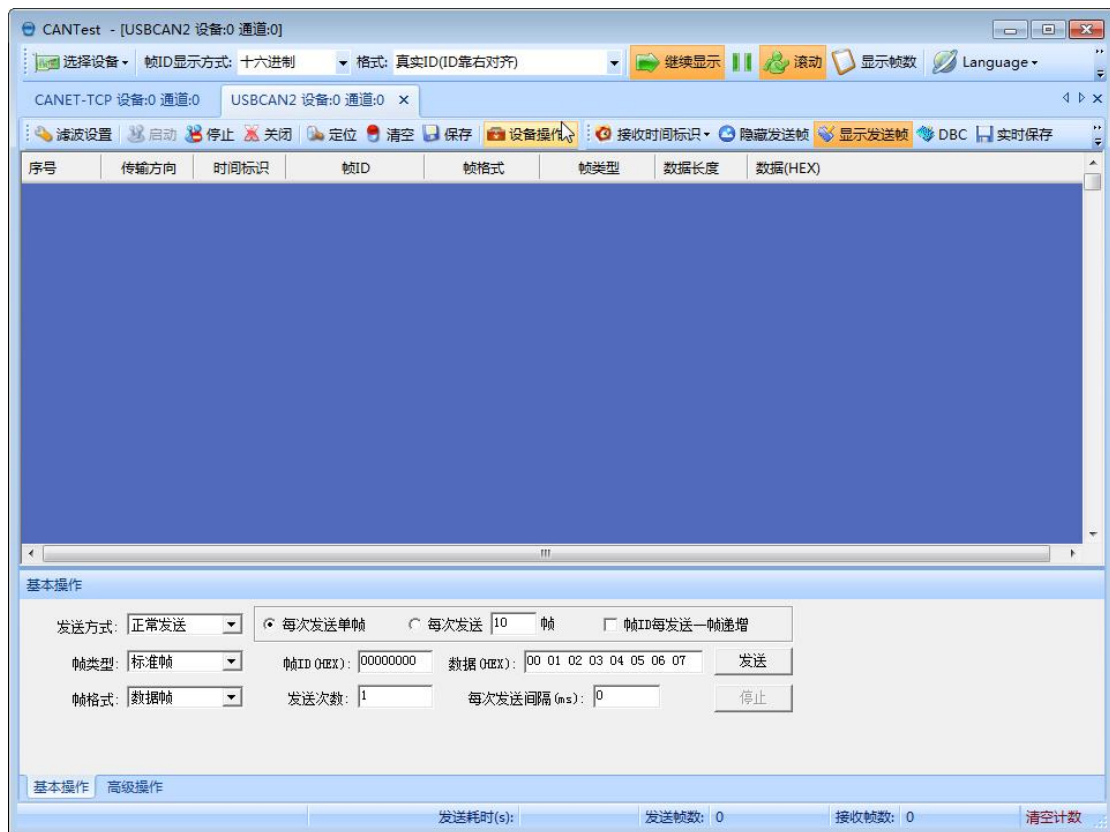 CANTest - [USBCAN2 设备:0 通道:0]
选择设备 帧ID显示方式: 十六进制 格式: 真实ID(ID靠右对齐) 继续显示 滚动 显示帧数 Language
CANET-TCP 设备:0 通道:0 USBCAN2 设备:0 通道:0
滤波设置 启动 停止 关闭 定位 清空 保存 设备操作 接收时间标识 隐藏发送帧 显示发送帧 DBC 实时保存
序号 传输方向 时间标识 帧ID 帧格式 帧类型 数据长度 数据(HEX)
基本操作
发送方式: 正常发送 每次发送单帧 每次发送 10 帧 帧ID每发送一帧递增
帧类型: 标准帧 帧ID(HEX): 00000000 数据(HEX): 00 01 02 03 04 05 06 07 发送
帧格式: 数据帧 发送次数: 1 每次发送间隔(ms): 0 停止
基本操作 高级操作
发送耗时(s): 发送帧数: 0 接收帧数: 0 清空计数